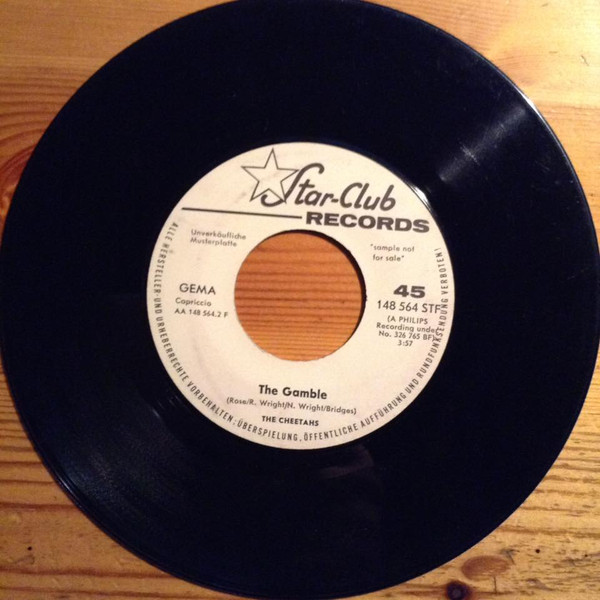 Star-Club
RECORDS
Unverkäufliche
Musterplatte
"sample not
for sale"
GEMA
Capriccio
AA 148 564.2 F
45
148 564 STF
(A PHILIPS
Recording under
No. 326 765 BF)
3:57
The Gamble
(Rose/R. Wright/N. Wright/Bridges)
THE CHEETAHS
ALLE HERSTELLER- UND URHEBERRECHTE VORBEHALTEN; ÜBERSPIELUNG, ÖFFENTLICHE AUFFÜHRUNG UND RUNDFUNKSENDUNG VERBOTEN!